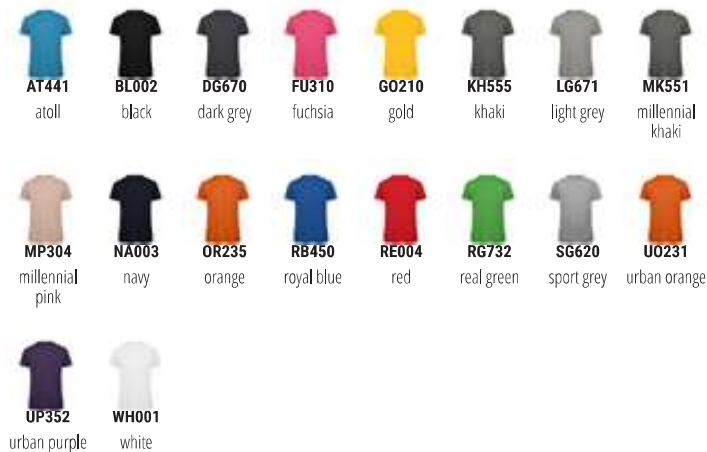 AT441 BL002 DG670 FU310 GO210 KH555 LG671 MK551
atoll black dark grey fuchsia gold khaki light grey millennial
khaki
MP304 NA003 OR235 RB450 RE004 RG732 SG620 UO231
millennial navy orange royal blue red real green sport grey urban orange
pink
UP352 WH001
urban purple white